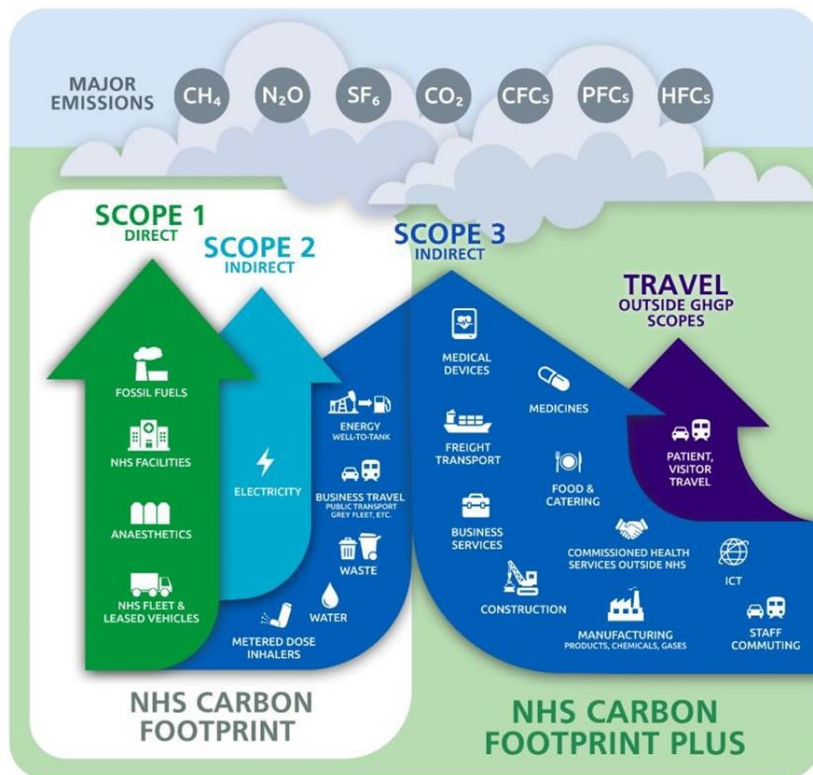 MAJOR
EMISSIONS
CH₄
N₂O
SF₆
CO₂
CFCs
PFCs
HFCs
SCOPE 1
DIRECT
SCOPE 2
INDIRECT
SCOPE 3
INDIRECT
TRAVEL
OUTSIDE GHGP
SCOPES
FOSSIL FUELS
NHS FACILITIES
ANAESTHETICS
NHS FLEET &
LEASED VEHICLES
ELECTRICITY
ENERGY
WELL-TO-TANK
BUSINESS TRAVEL
PUBLIC TRANSPORT
GREY FLEET, ETC.
WASTE
WATER
METERED DOSE
INHALERS
MEDICAL
DEVICES
MEDICINES
FREIGHT
TRANSPORT
FOOD &
CATERING
BUSINESS
SERVICES
COMMISSIONED HEALTH
SERVICES OUTSIDE NHS
CONSTRUCTION
MANUFACTURING
PRODUCTS, CHEMICALS, GASES
ICT
STAFF
COMMUTING
PATIENT,
VISITOR
TRAVEL
NHS CARBON
FOOTPRINT
NHS CARBON
FOOTPRINT PLUS